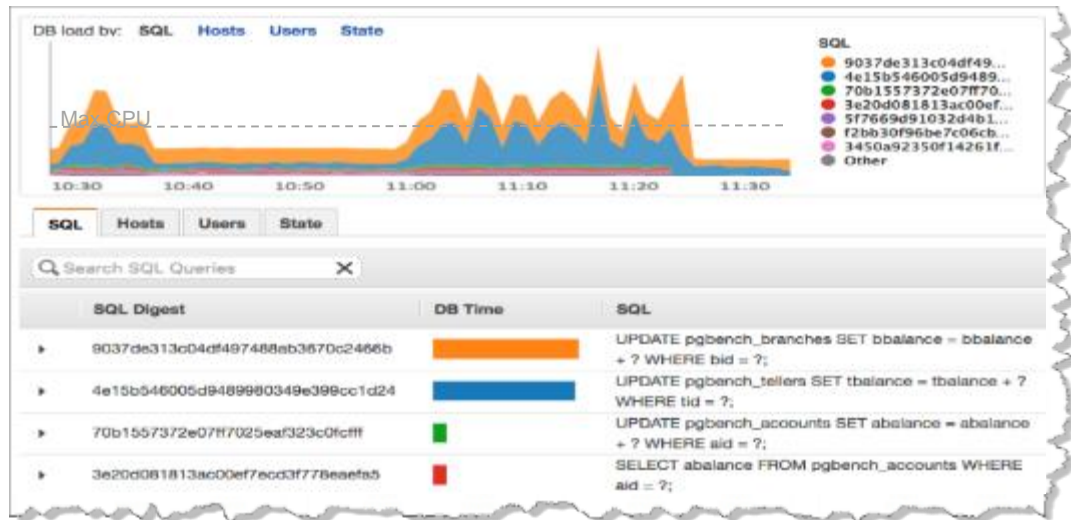 DB load by: SQL Hosts Users State
Max CPU
10:30 10:40 10:50 11:00 11:10 11:20 11:30
SQL
9037de313c04df49...
4e15b546005d9489...
70b1557372e07ff70...
3e20d081813ac00ef...
5f7669d91032d4b1...
f2bb30f96be7c06cb...
3450a92350f14261f...
Other
SQL Hosts Users State
Search SQL Queries
SQL Digest DB Time SQL
9037de313c04df497488ab3670c2466b UPDATE pgbench_branches SET bbalance = bbalance
+ ? WHERE bid = ?;
4e15b546005d9489980349e399cc1d24 UPDATE pgbench_tellers SET tbalance = tbalance + ?
WHERE tid = ?;
70b1557372e07ff7025eaf323c0fcfff UPDATE pgbench_accounts SET abalance = abalance
+ ? WHERE aid = ?;
3e20d081813ac00ef7ecd3f778eaefa5 SELECT abalance FROM pgbench_accounts WHERE
aid = ?;